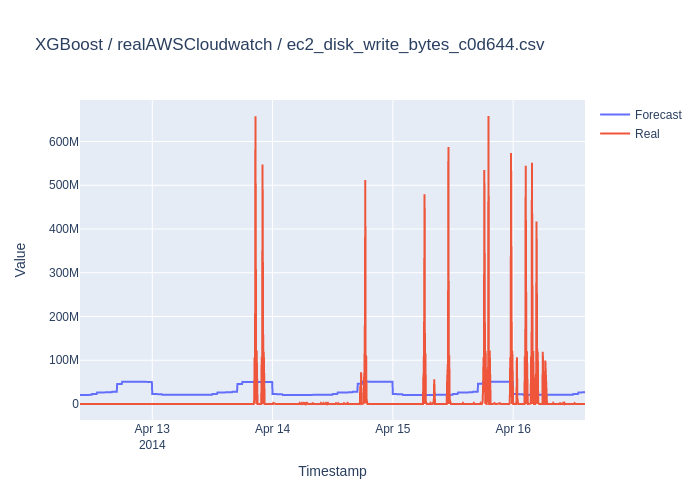 XGBoost / realAWSCloudwatch / ec2_disk_write_bytes_c0d644.csv
Forecast
Real
600M
500M
400M
300M
200M
100M
0
Value
Apr 13
2014
Apr 14
Apr 15
Apr 16
Timestamp